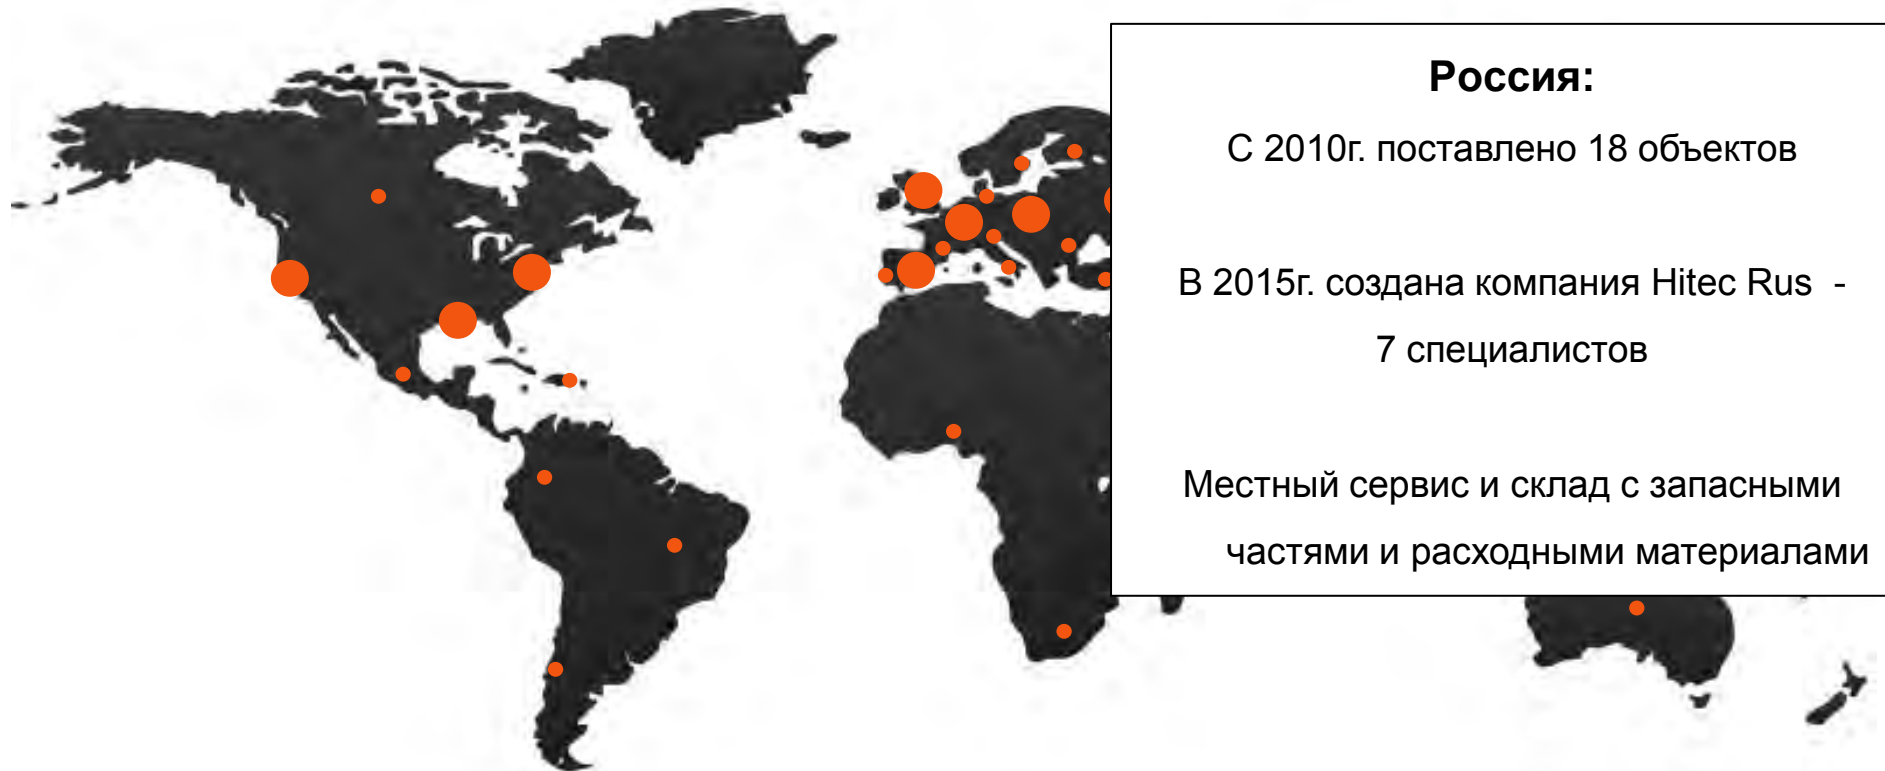 Россия:
С 2010г. поставлено 18 объектов
В 2015г. создана компания Hitec Rus -
7 специалистов
Местный сервис и склад с запасными
частями и расходными материалами